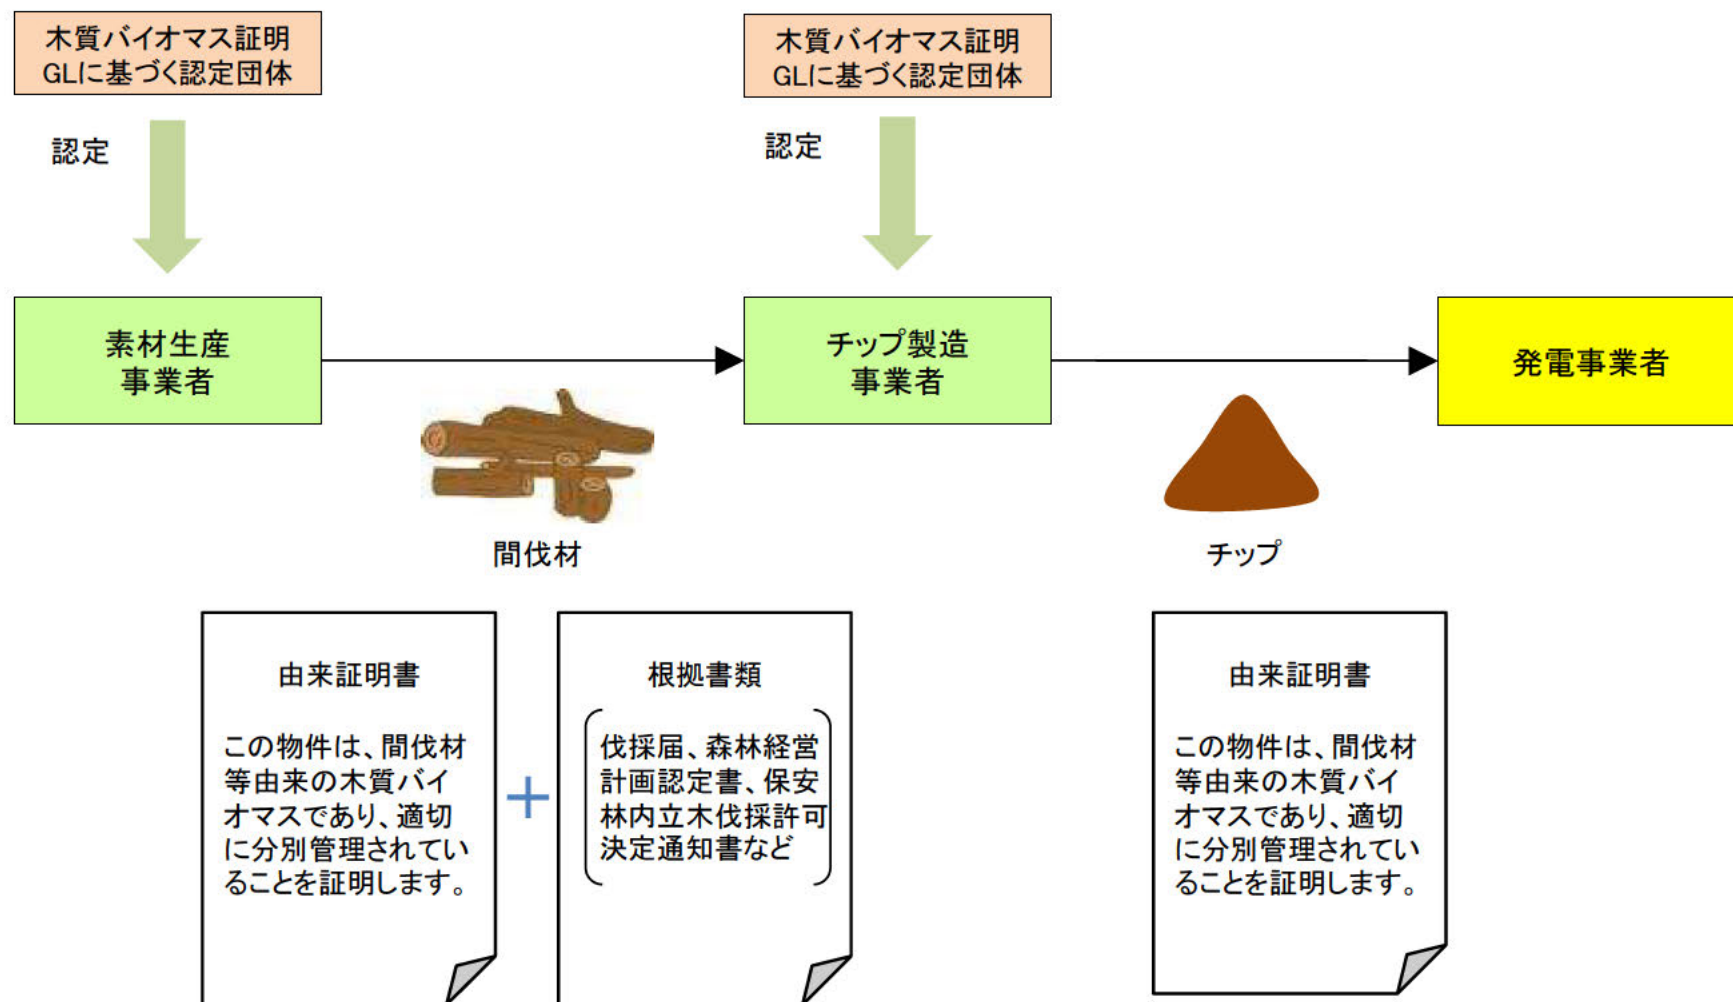 木質バイオマス証明
GLに基づく認定団体
木質バイオマス証明
GLに基づく認定団体
認定
認定
素材生産
事業者
チップ製造
事業者
発電事業者
間伐材
チップ
由来証明書
この物件は、間伐材
等由来の木質バイ
オマスであり、適切
に分別管理されてい
ることを証明します。
＋
根拠書類
伐採届、森林経営
計画認定書、保安
林内立木伐採許可
決定通知書など
由来証明書
この物件は、間伐材
等由来の木質バイ
オマスであり、適切
に分別管理されてい
ることを証明します。